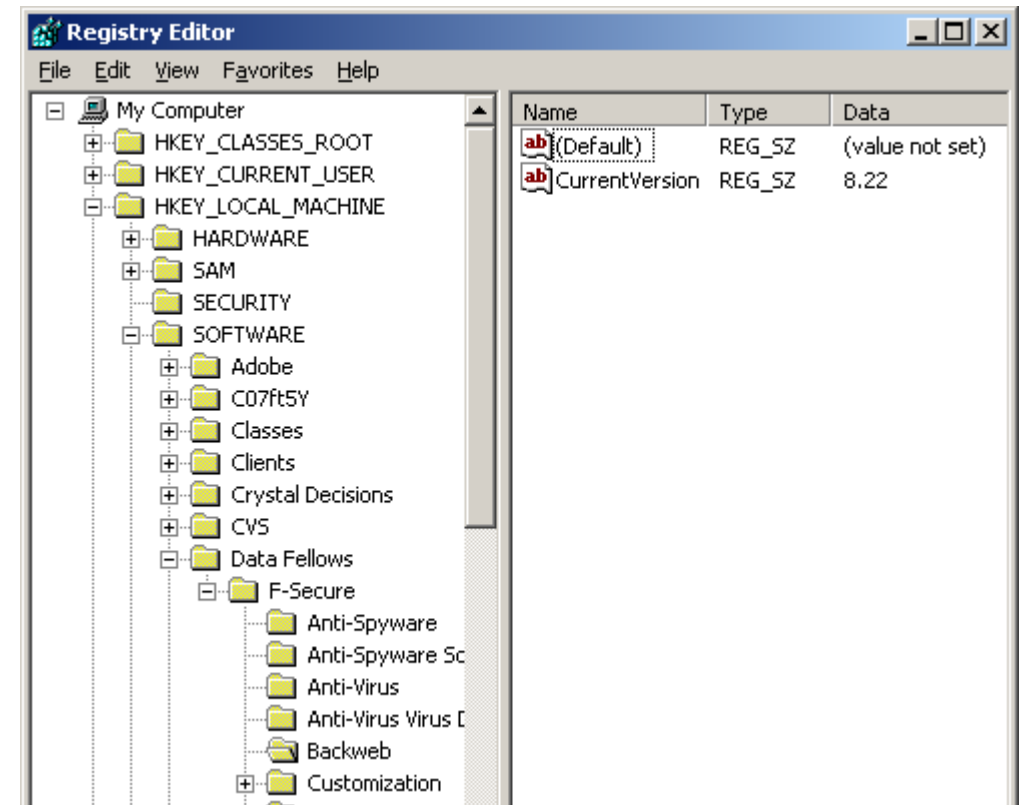 Registry Editor
File Edit View Favorites Help
My Computer
HKEY_CLASSES_ROOT
HKEY_CURRENT_USER
HKEY_LOCAL_MACHINE
HARDWARE
SAM
SECURITY
SOFTWARE
Adobe
C07ft5Y
Classes
Clients
Crystal Decisions
CVS
Data Fellows
F-Secure
Anti-Spyware
Anti-Spyware Sc
Anti-Virus
Anti-Virus Virus D
Backweb
Customization
Name Type Data
ab (Default) REG_SZ (value not set)
ab CurrentVersion REG_SZ 8.22